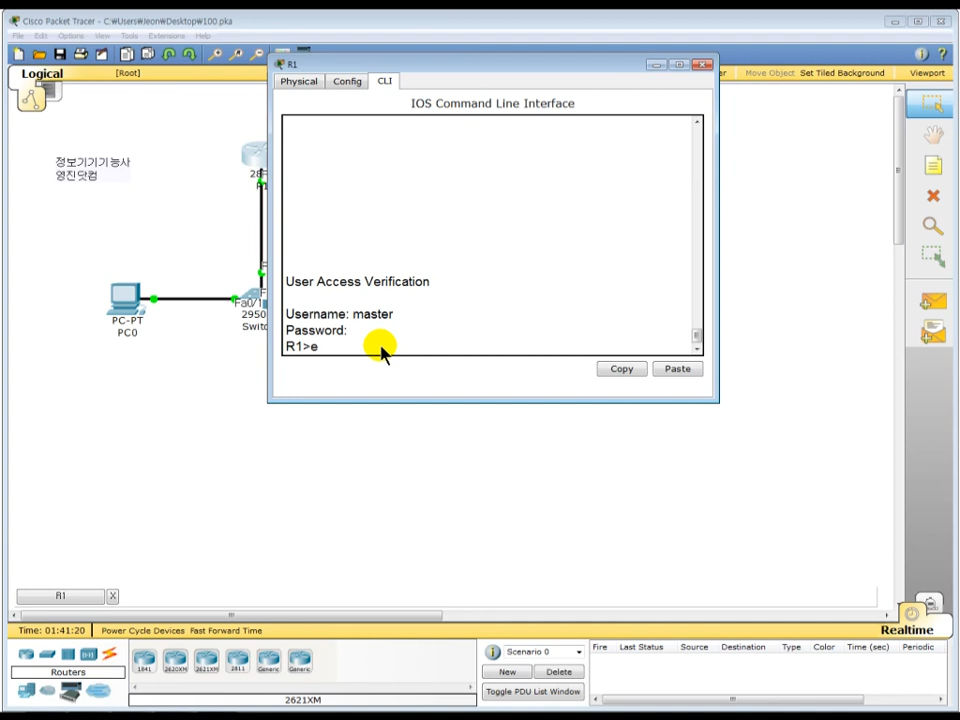 Cisco Packet Tracer - C:\Users\Jeon\Desktop\100.pka
File Edit Options View Tools Extensions Help
Logical
[Root]
Move Object Set Tiled Background
Viewport
R1
Physical Config CLI
IOS Command Line Interface
User Access Verification
Username: master
Password:
R1>e
Copy Paste
정보기기기능사
영진닷컴
PC-PT
PC0
Fa0/1
2950
R1 X
Time: 01:41:20 Power Cycle Devices Fast Forward Time
Realtime
Routers
1841 2620XM 2621XM 2811 Generic Generic
2621XM
Scenario 0
New Delete
Toggle PDU List Window
Fire Last Status Source Destination Type Color Time (sec) Periodic